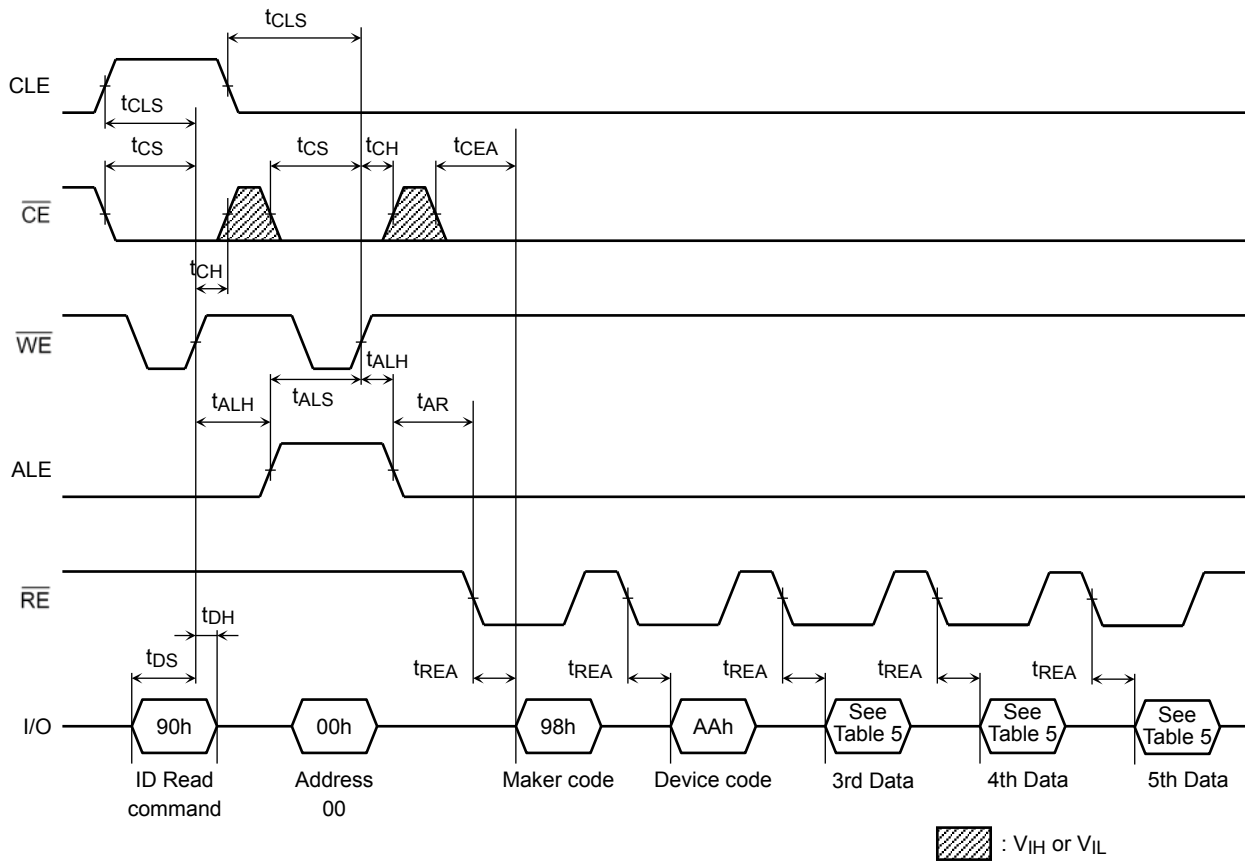 tCLS
CLE
tCLS
tCS
tCS
tCH
tCEA
CE
tCH
WE
tALH
tALH
tALS
tAR
ALE
RE
tDH
tDS
tREA
tREA
tREA
tREA
tREA
I/O
90h
00h
98h
AAh
See
Table 5
See
Table 5
See
Table 5
ID Read
command
Address
00
Maker code
Device code
3rd Data
4th Data
5th Data
: VIH or VIL